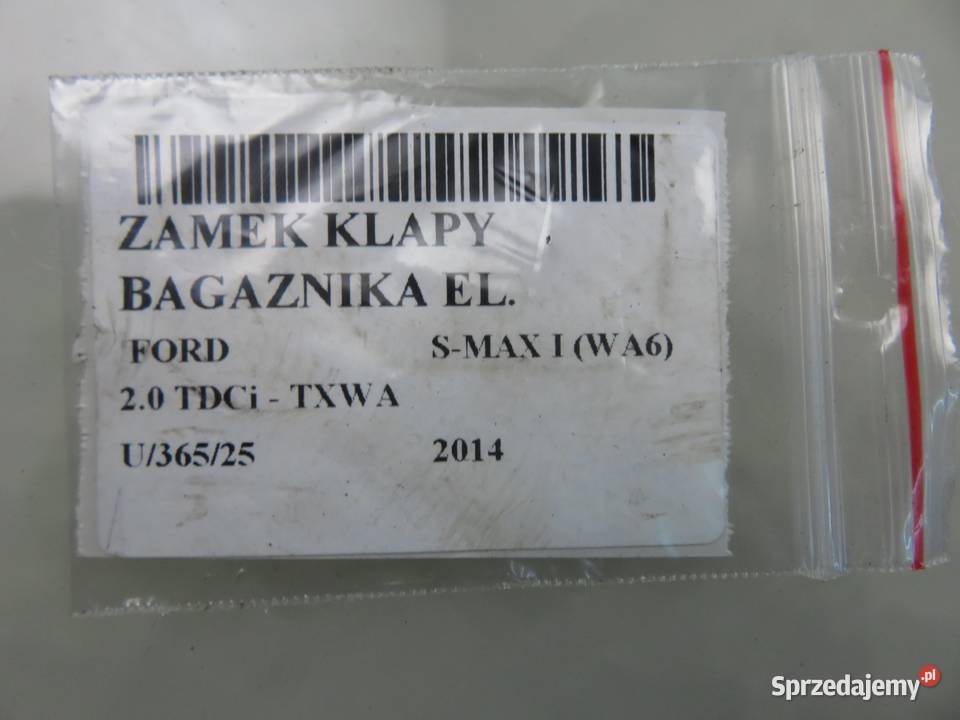 ZAMEK KLAPY
BAGAZNIKA EL.
FORD S-MAX I (WA6)
2.0 TDCi - TXWA
U/365/25 2014
Sprzedajemy.pl